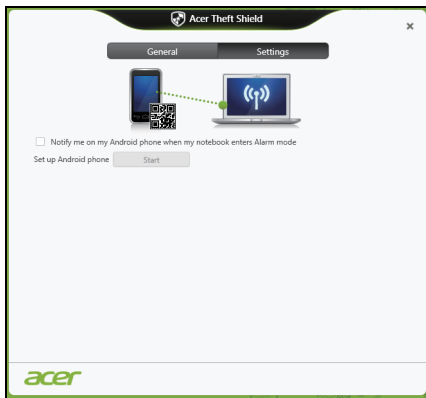 Acer Theft Shield
General
Settings
Notify me on my Android phone when my notebook enters Alarm mode
Set up Android phone
Start
acer